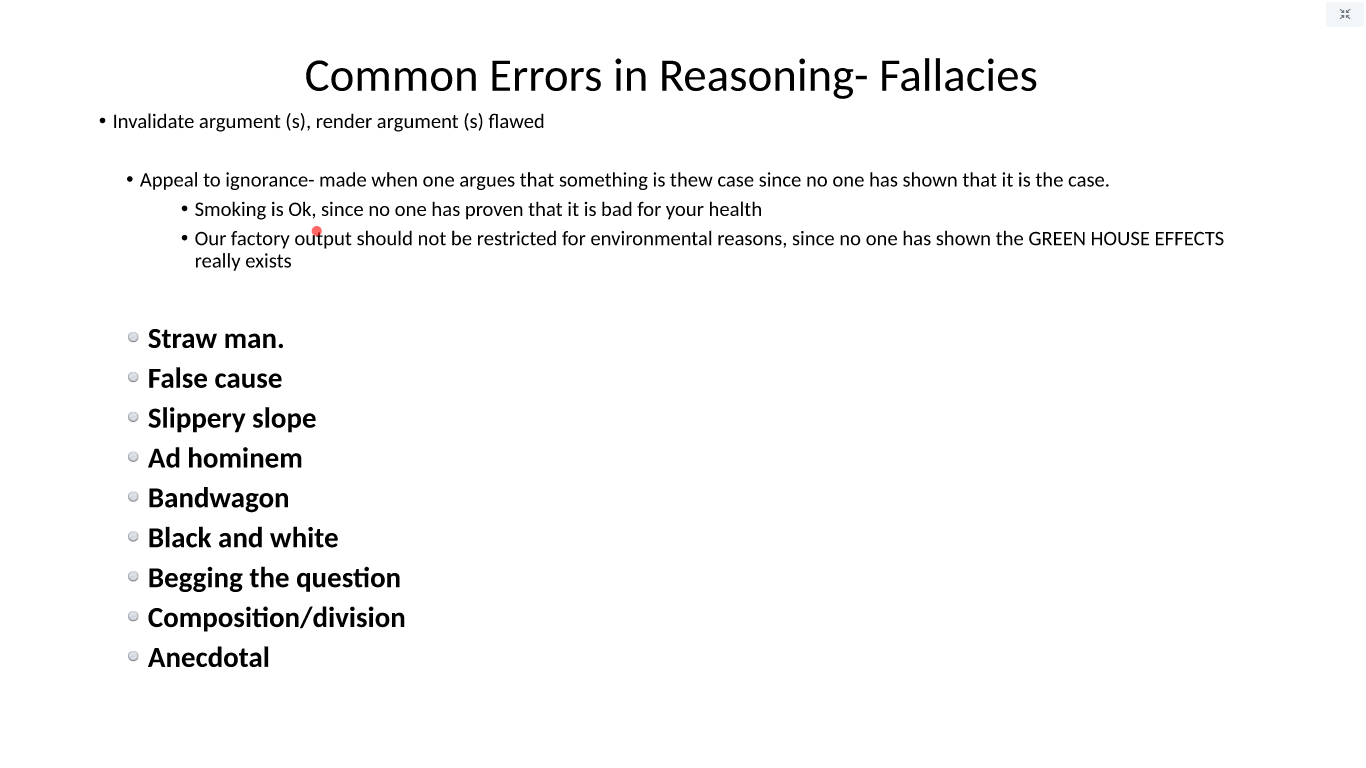 Common Errors in Reasoning- Fallacies
• Invalidate argument (s), render argument (s) flawed
• Appeal to ignorance- made when one argues that something is thew case since no one has shown that it is the case.
• Smoking is Ok, since no one has proven that it is bad for your health
• Our factory output should not be restricted for environmental reasons, since no one has shown the GREEN HOUSE EFFECTS
really exists
Straw man.
False cause
Slippery slope
Ad hominem
Bandwagon
Black and white
Begging the question
Composition/division
Anecdotal